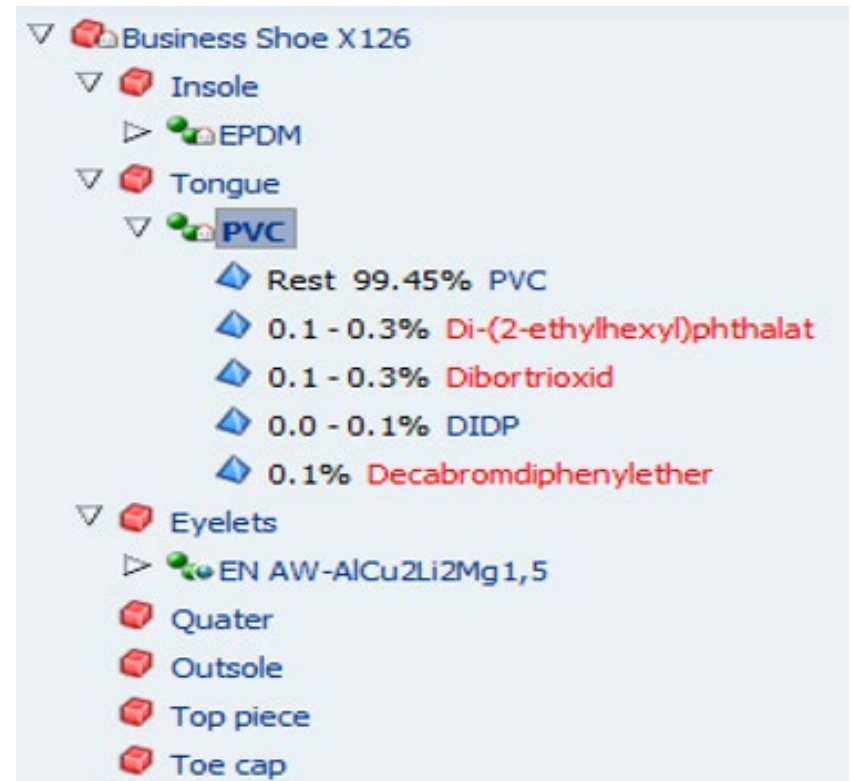 Business Shoe X126
Insole
EPDM
Tongue
PVC
Rest 99.45% PVC
0.1 - 0.3% Di-(2-ethylhexyl)phthalat
0.1 - 0.3% Dibortrioxid
0.0 - 0.1% DIDP
0.1% Decabromdiphenylether
Eyelets
EN AW-AlCu2Li2Mg1,5
Quater
Outsole
Top piece
Toe cap